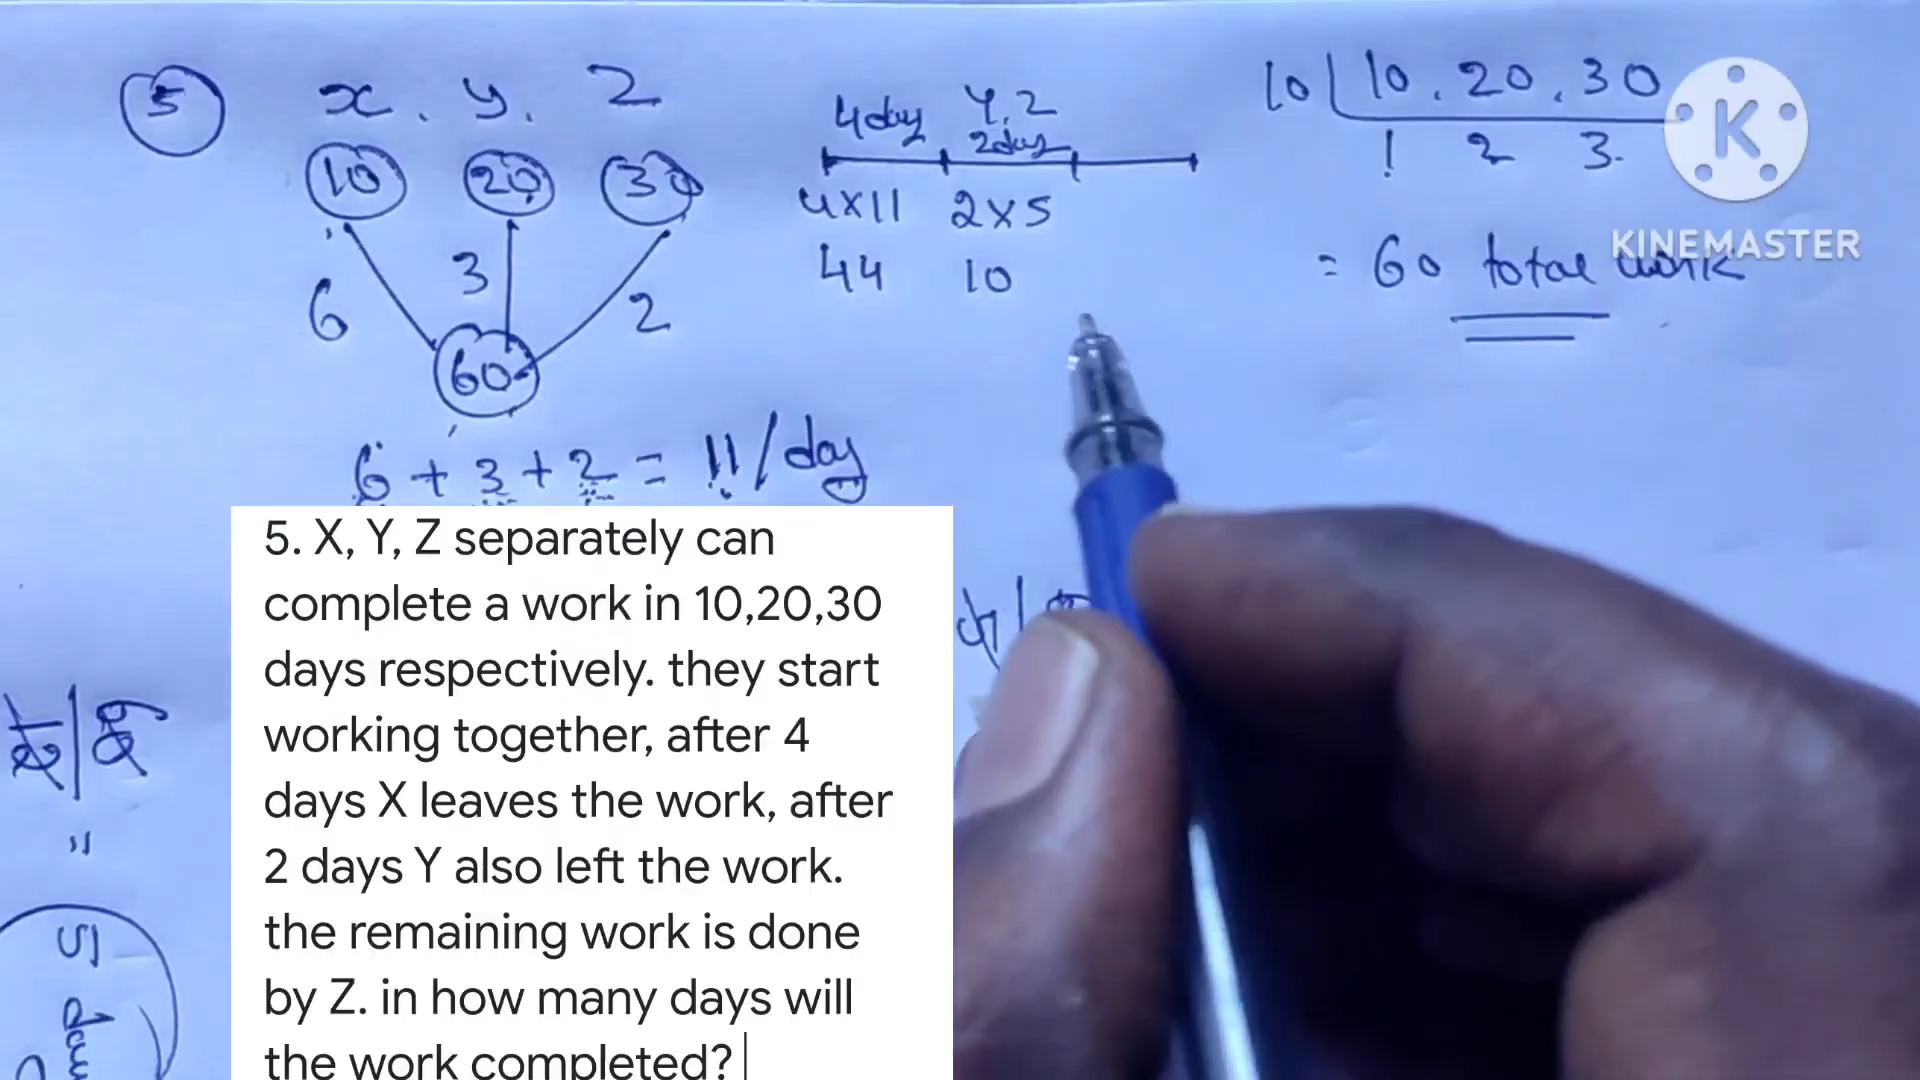 5
x . y . z
10 20 30
6 3 2
60
6 + 3 + 2 = 11/day
4day Y, Z
2day
4x11 2x5
44 10
10 10 . 20 . 30
1 2 3.
= 60 total work
K
KINEMASTER
5. X, Y, Z separately can
complete a work in 10,20,30
days respectively. they start
working together, after 4
days X leaves the work, after
2 days Y also left the work.
the remaining work is done
by Z. in how many days will
the work completed?
=
5